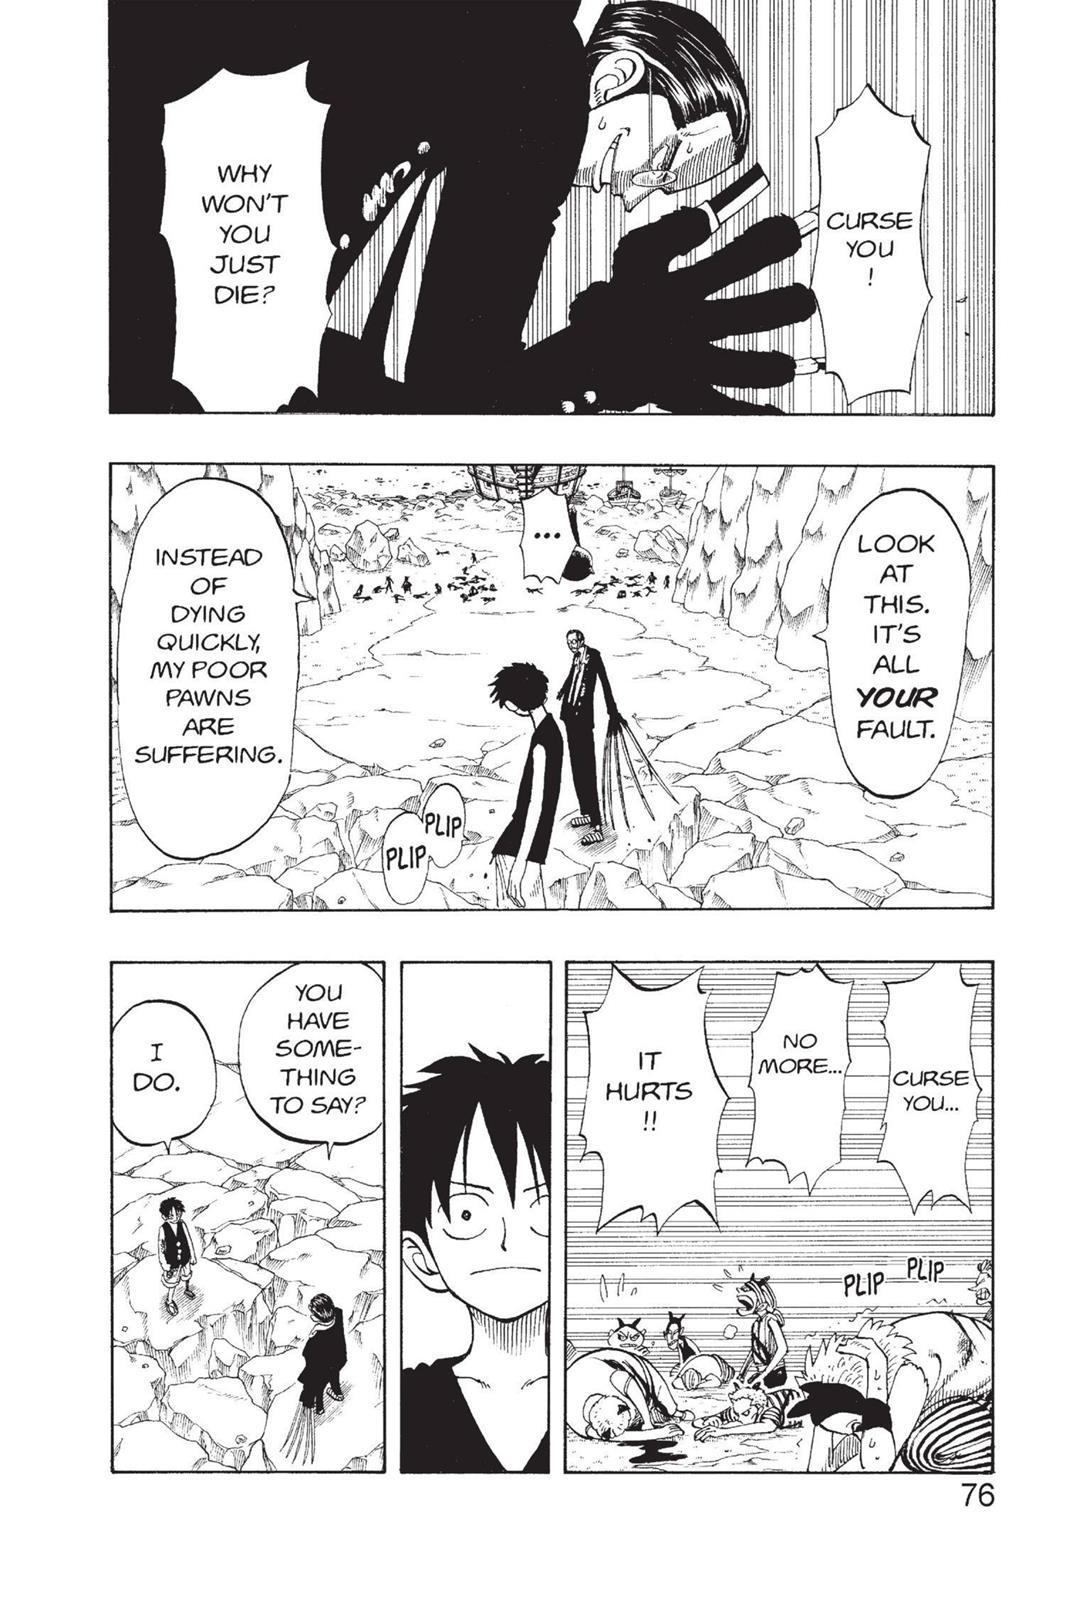 CURSE
YOU
!
WHY
WON'T
YOU
JUST
DIE?
LOOK
AT
THIS.
IT'S
ALL
YOUR
FAULT.
...
INSTEAD
OF
DYING
QUICKLY,
MY POOR
PAWNS
ARE
SUFFERING.
PLIP
PLIP
CURSE
YOU...
NO
MORE...
IT
HURTS
!!
PLIP
PLIP
YOU
HAVE
SOME-
THING
TO SAY?
I
DO.
76